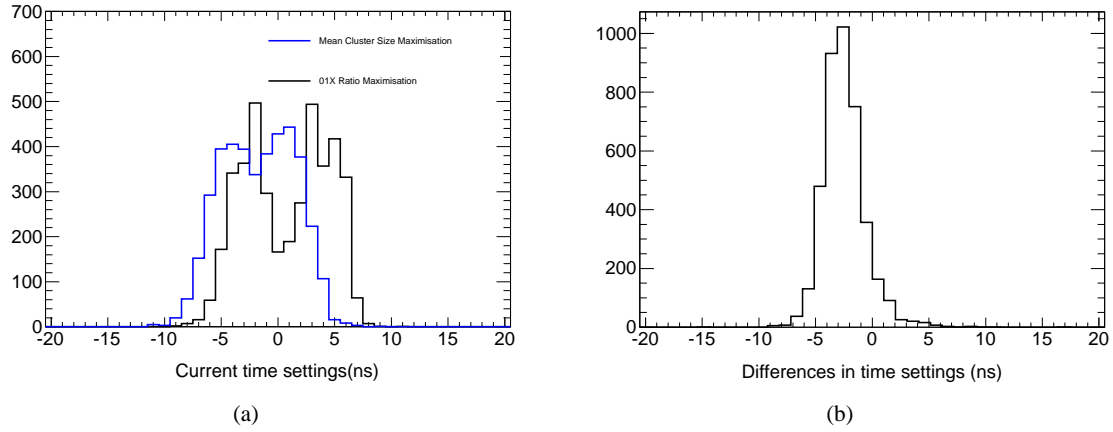 700
600
500
400
300
200
100
0
Mean Cluster Size Maximisation
01X Ratio Maximisation
-20 -15 -10 -5 0 5 10 15 20
Current time settings(ns)
(a)
1000
800
600
400
200
0
-20 -15 -10 -5 0 5 10 15 20
Differences in time settings (ns)
(b)